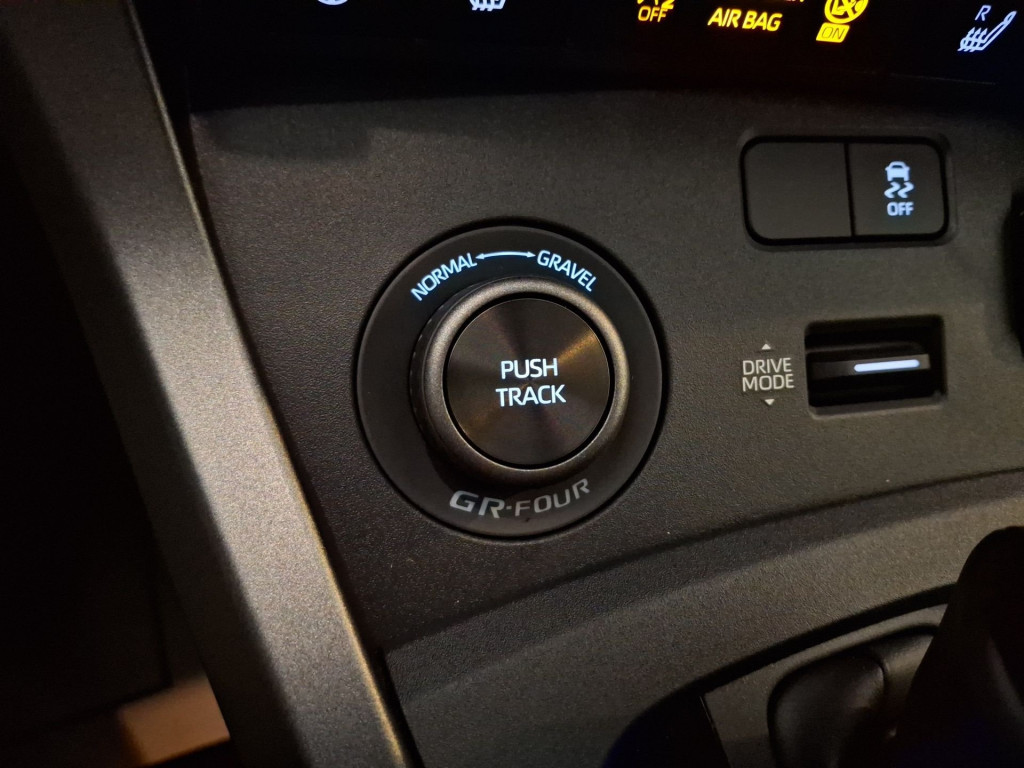 OFF
AIR BAG
ON
R
OFF
NORMAL GRAVEL
PUSH
TRACK
DRIVE
MODE
GR-FOUR